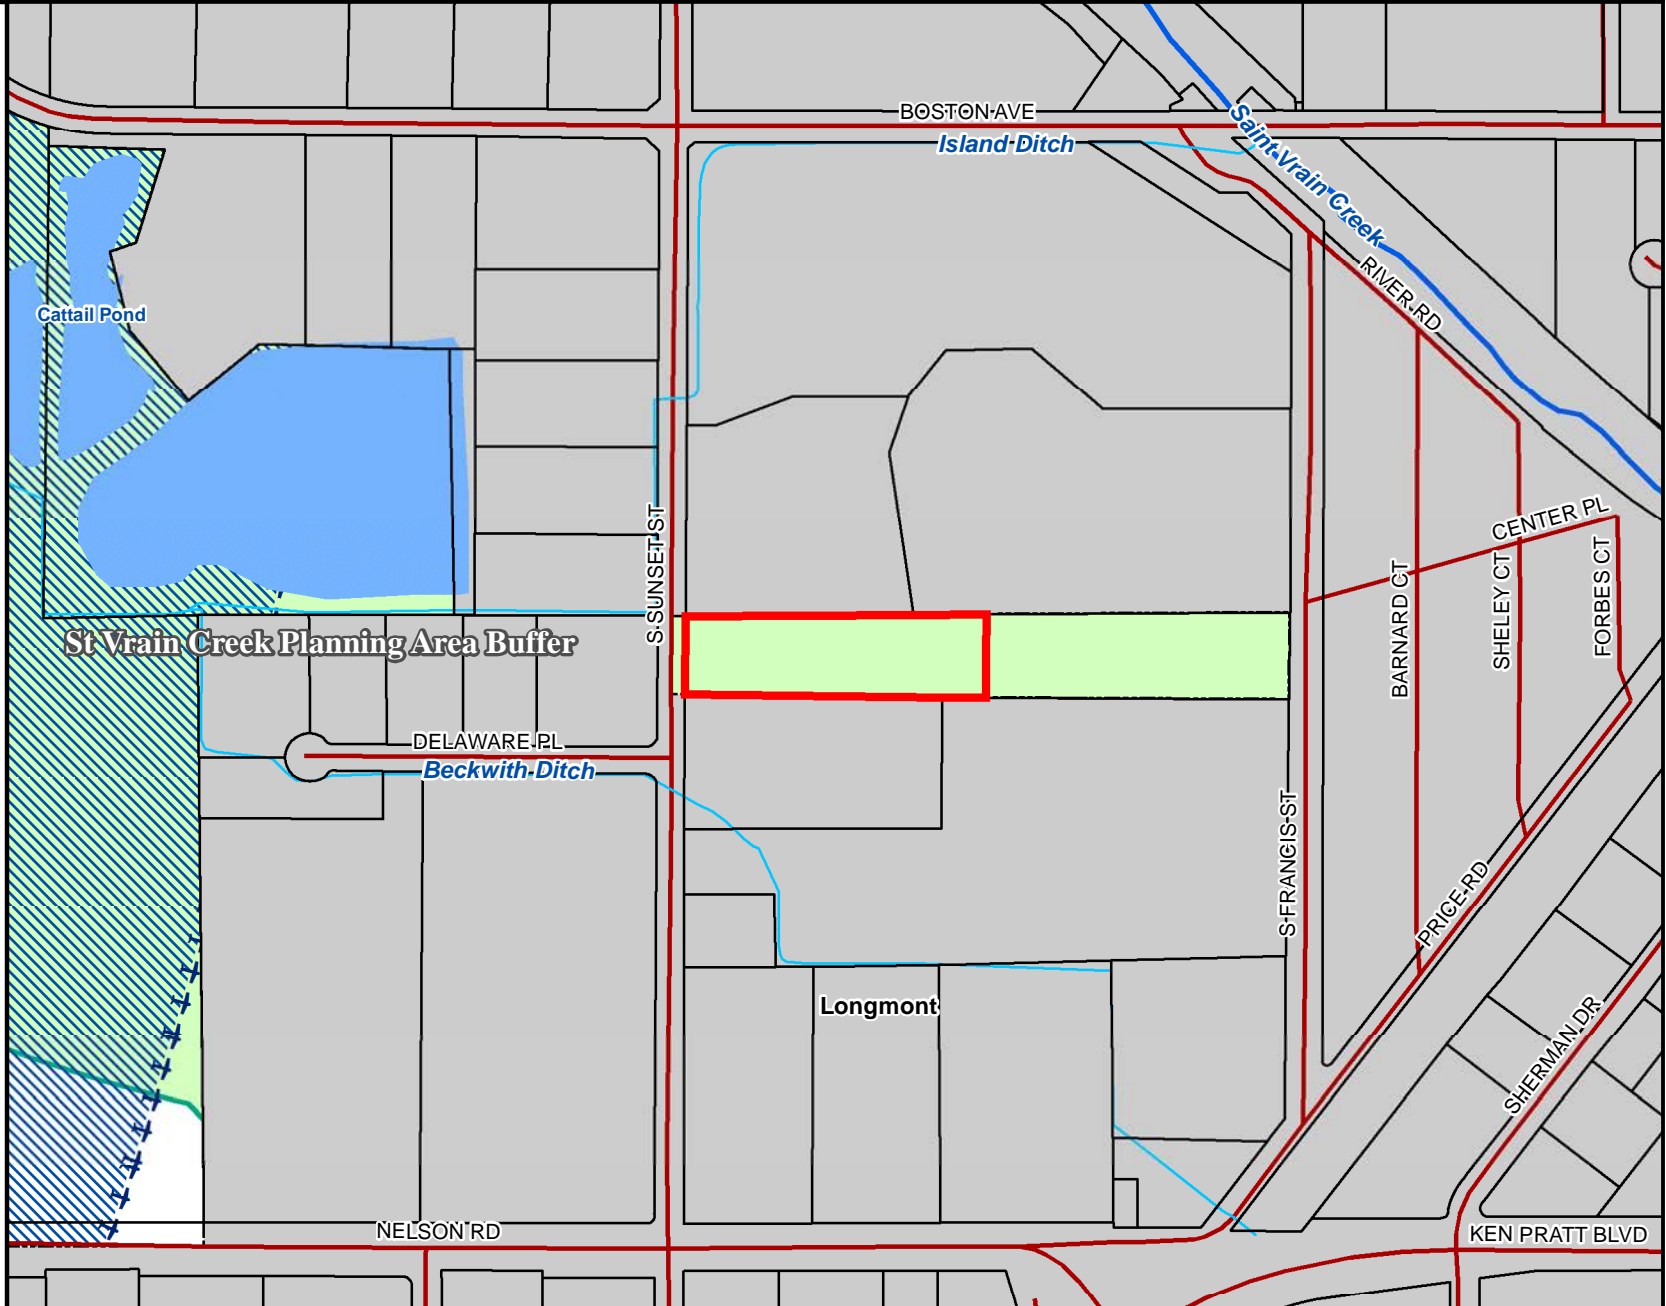 BOSTON AVE
Island Ditch
Saint Vrain Creek
RIVER RD
Cattail Pond
CENTER PL
S SUNSET ST
BARNARD CT
SHELEY CT
FORBES CT
St Vrain Creek Planning Area Buffer
DELAWARE PL
Beckwith Ditch
S FRANCIS ST
PRICE RD
Longmont
SHERMAN DR
NELSON RD
KEN PRATT BLVD